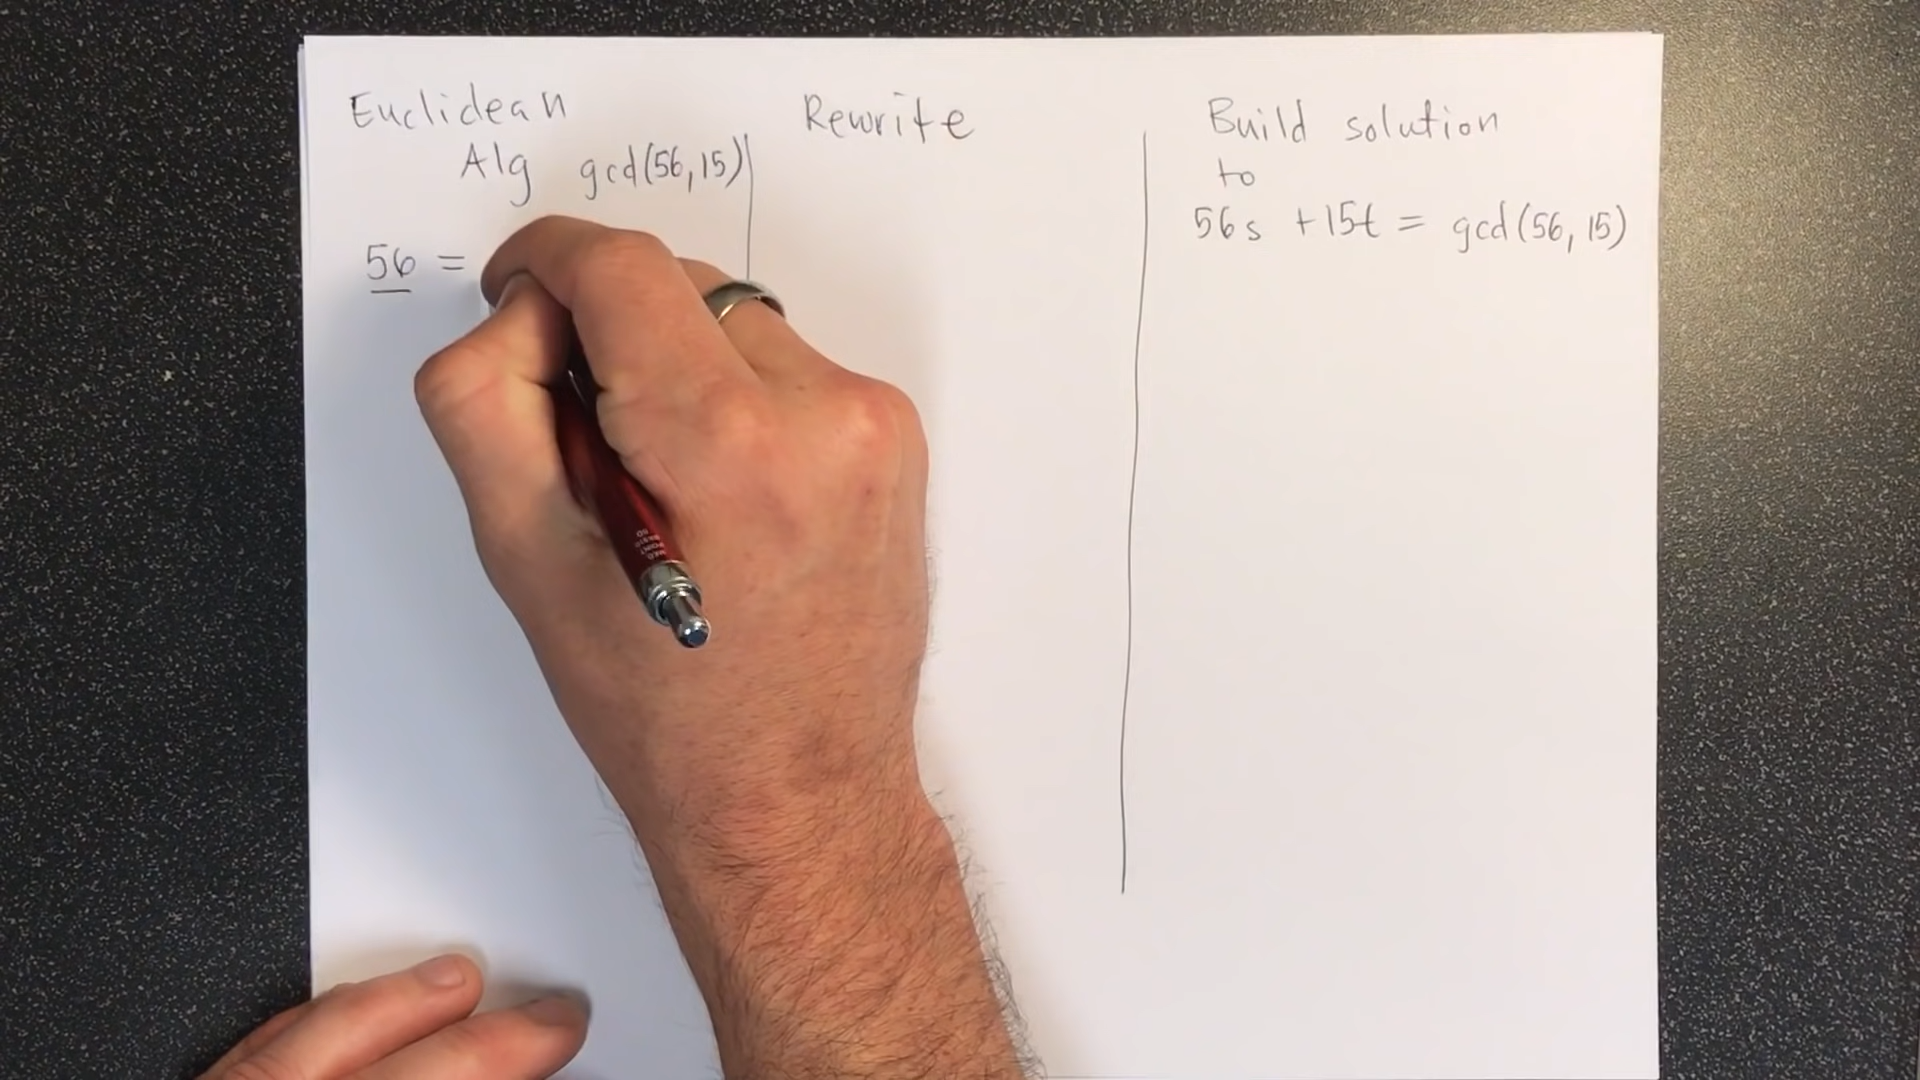 Euclidean
Alg gcd(56,15)
56 =
Rewrite
Build solution
to
56s +15t = gcd(56, 15)